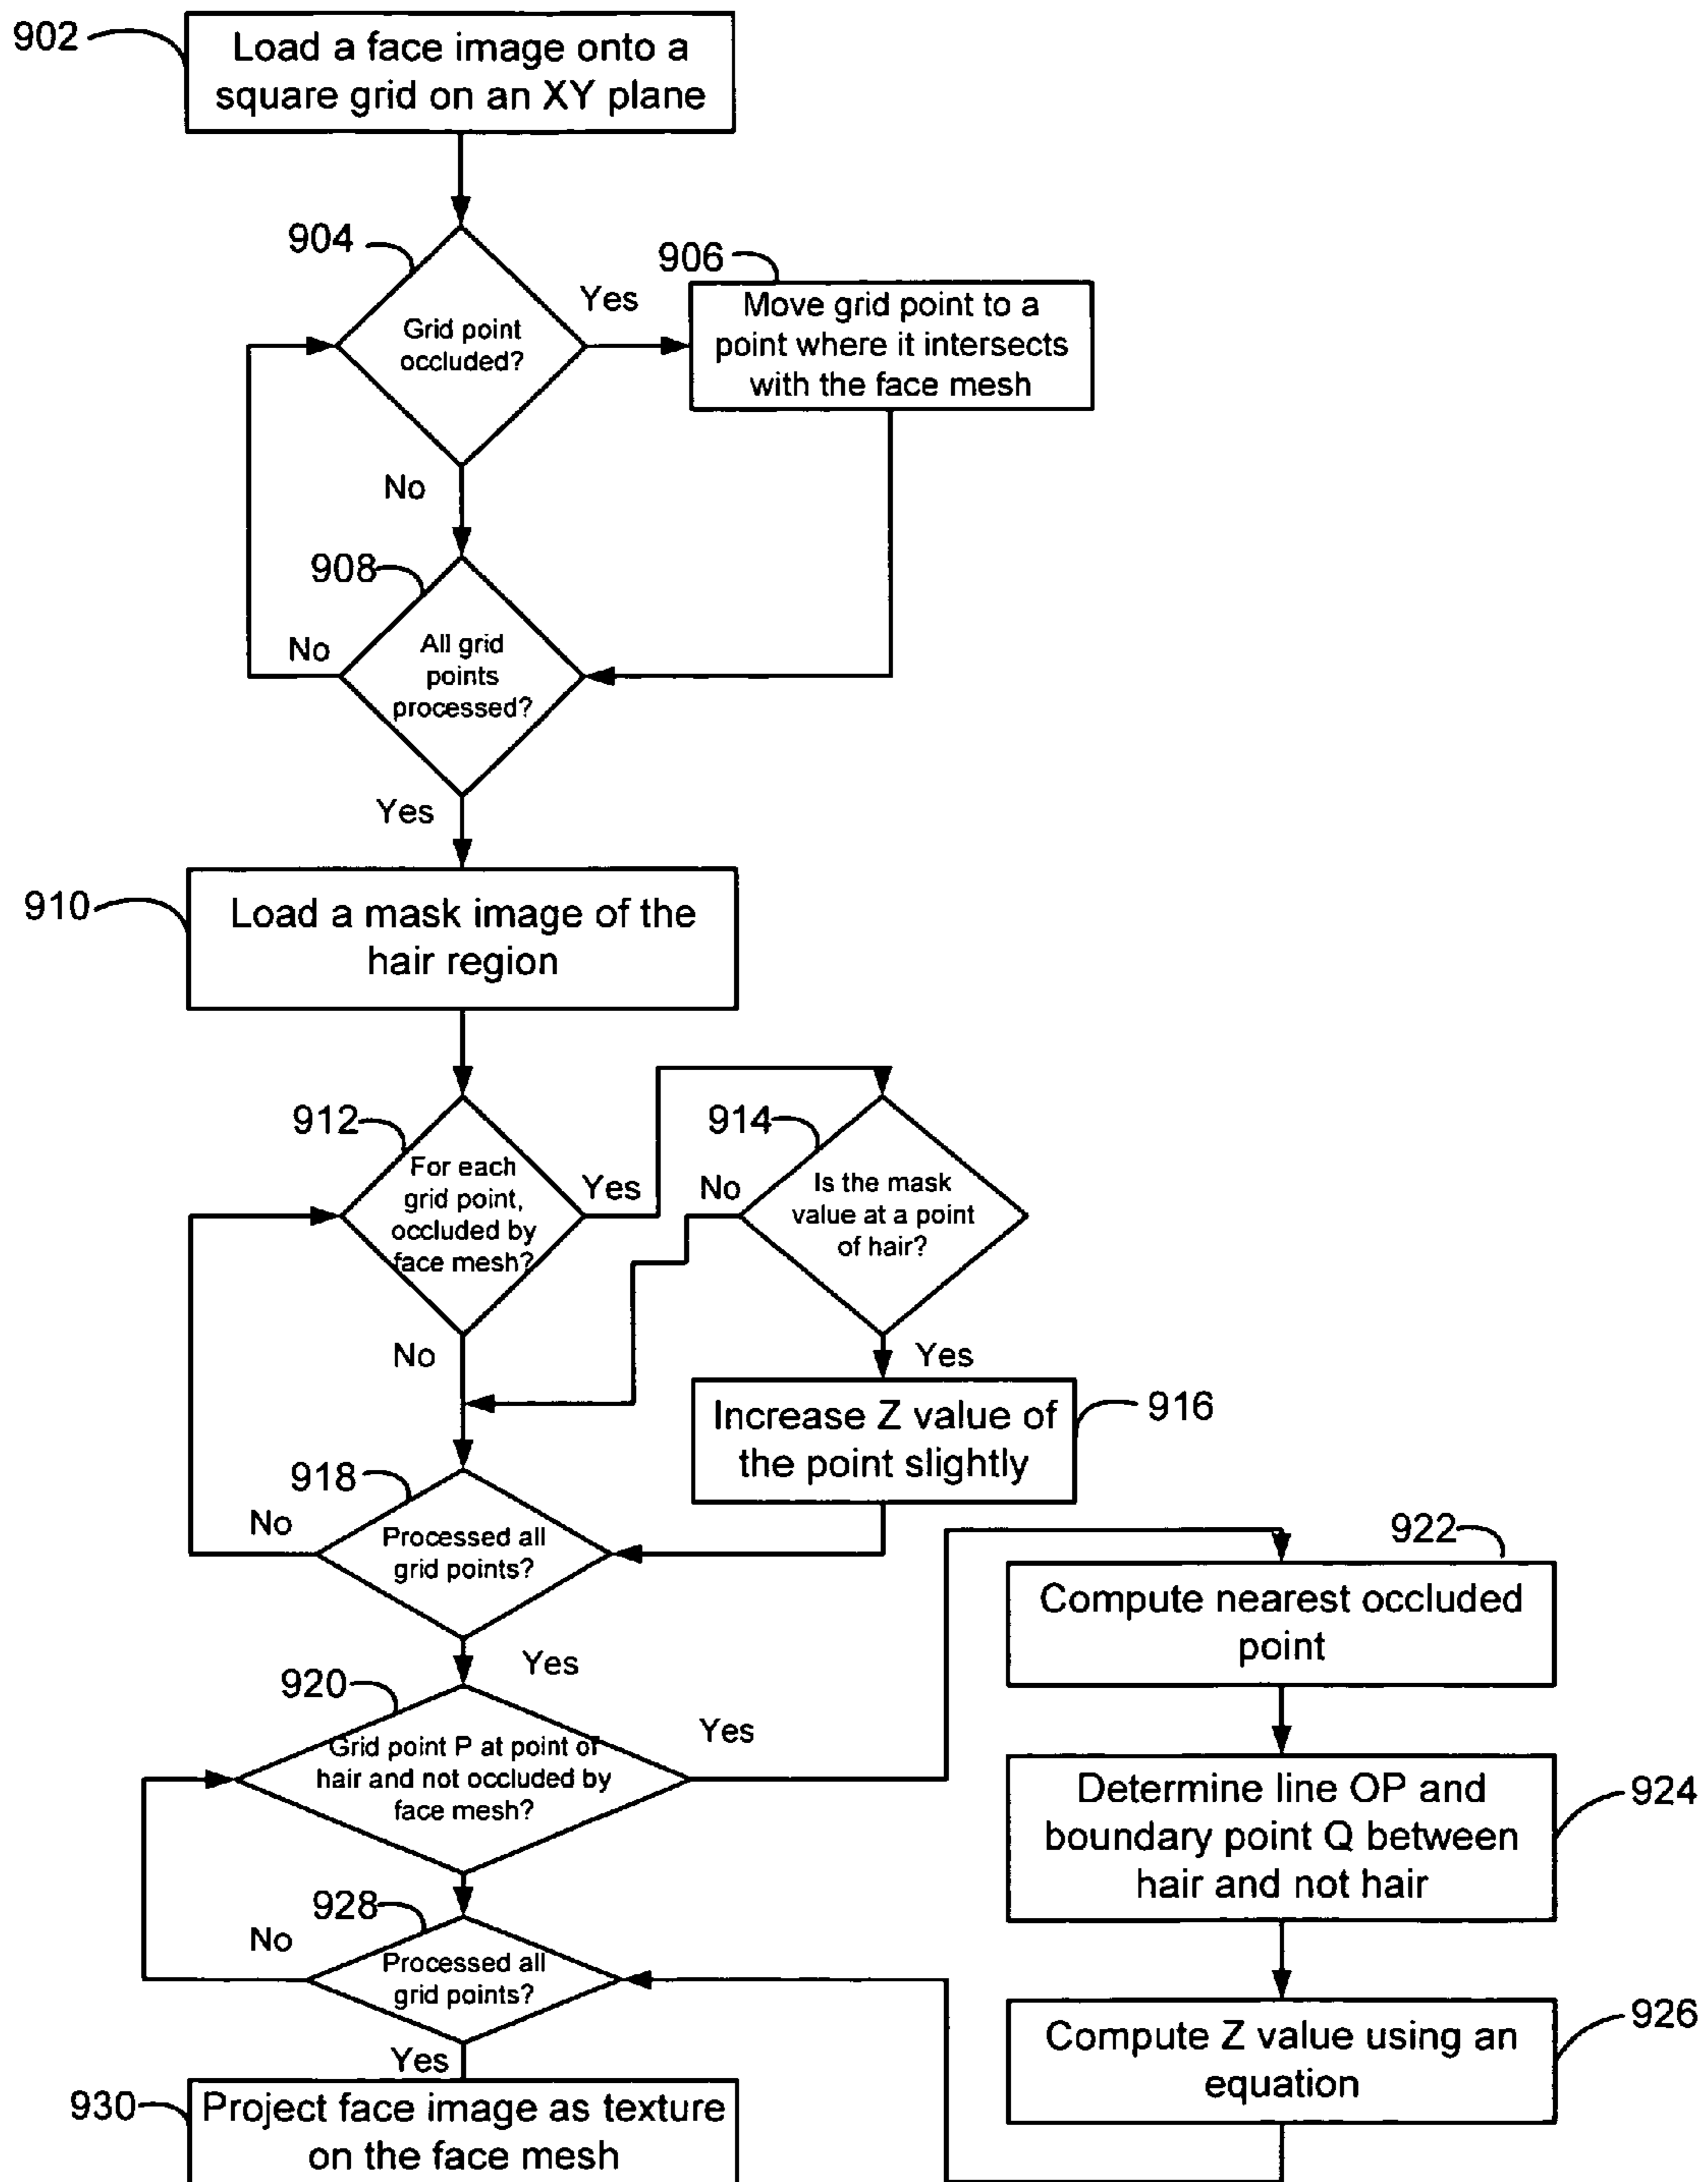 902
Load a face image onto a
square grid on an XY plane
904
Grid point
occluded?
Yes
906
Move grid point to a
point where it intersects
with the face mesh
No
908
All grid
points
processed?
No
Yes
910
Load a mask image of the
hair region
912
For each
grid point,
occluded by
face mesh?
Yes
914
No
Is the mask
value at a point
of hair?
No
Yes
Increase Z value of
the point slightly
916
918
No
Processed all
grid points?
Yes
922
Compute nearest occluded
point
920
Grid point P at point of
hair and not occluded by
face mesh?
Yes
Determine line OP and
boundary point Q between
hair and not hair
924
928
No
Processed all
grid points?
Yes
Compute Z value using an
equation
926
930
Project face image as texture
on the face mesh